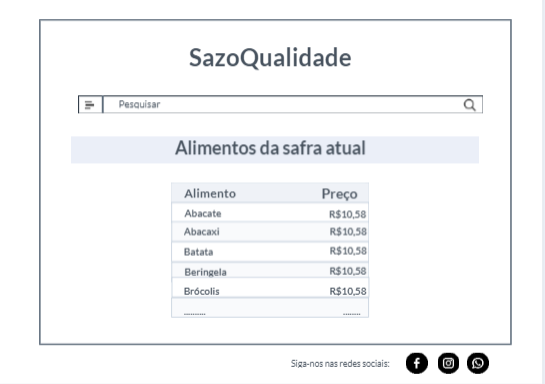 SazoQualidade
Pesquisar
Alimentos da safra atual
Alimento Preço
Abacate R$10,58
Abacaxi R$10,58
Batata R$10,58
Beringela R$10,58
Brócolis R$10,58
.......... ........
Siga-nos nas redes sociais: